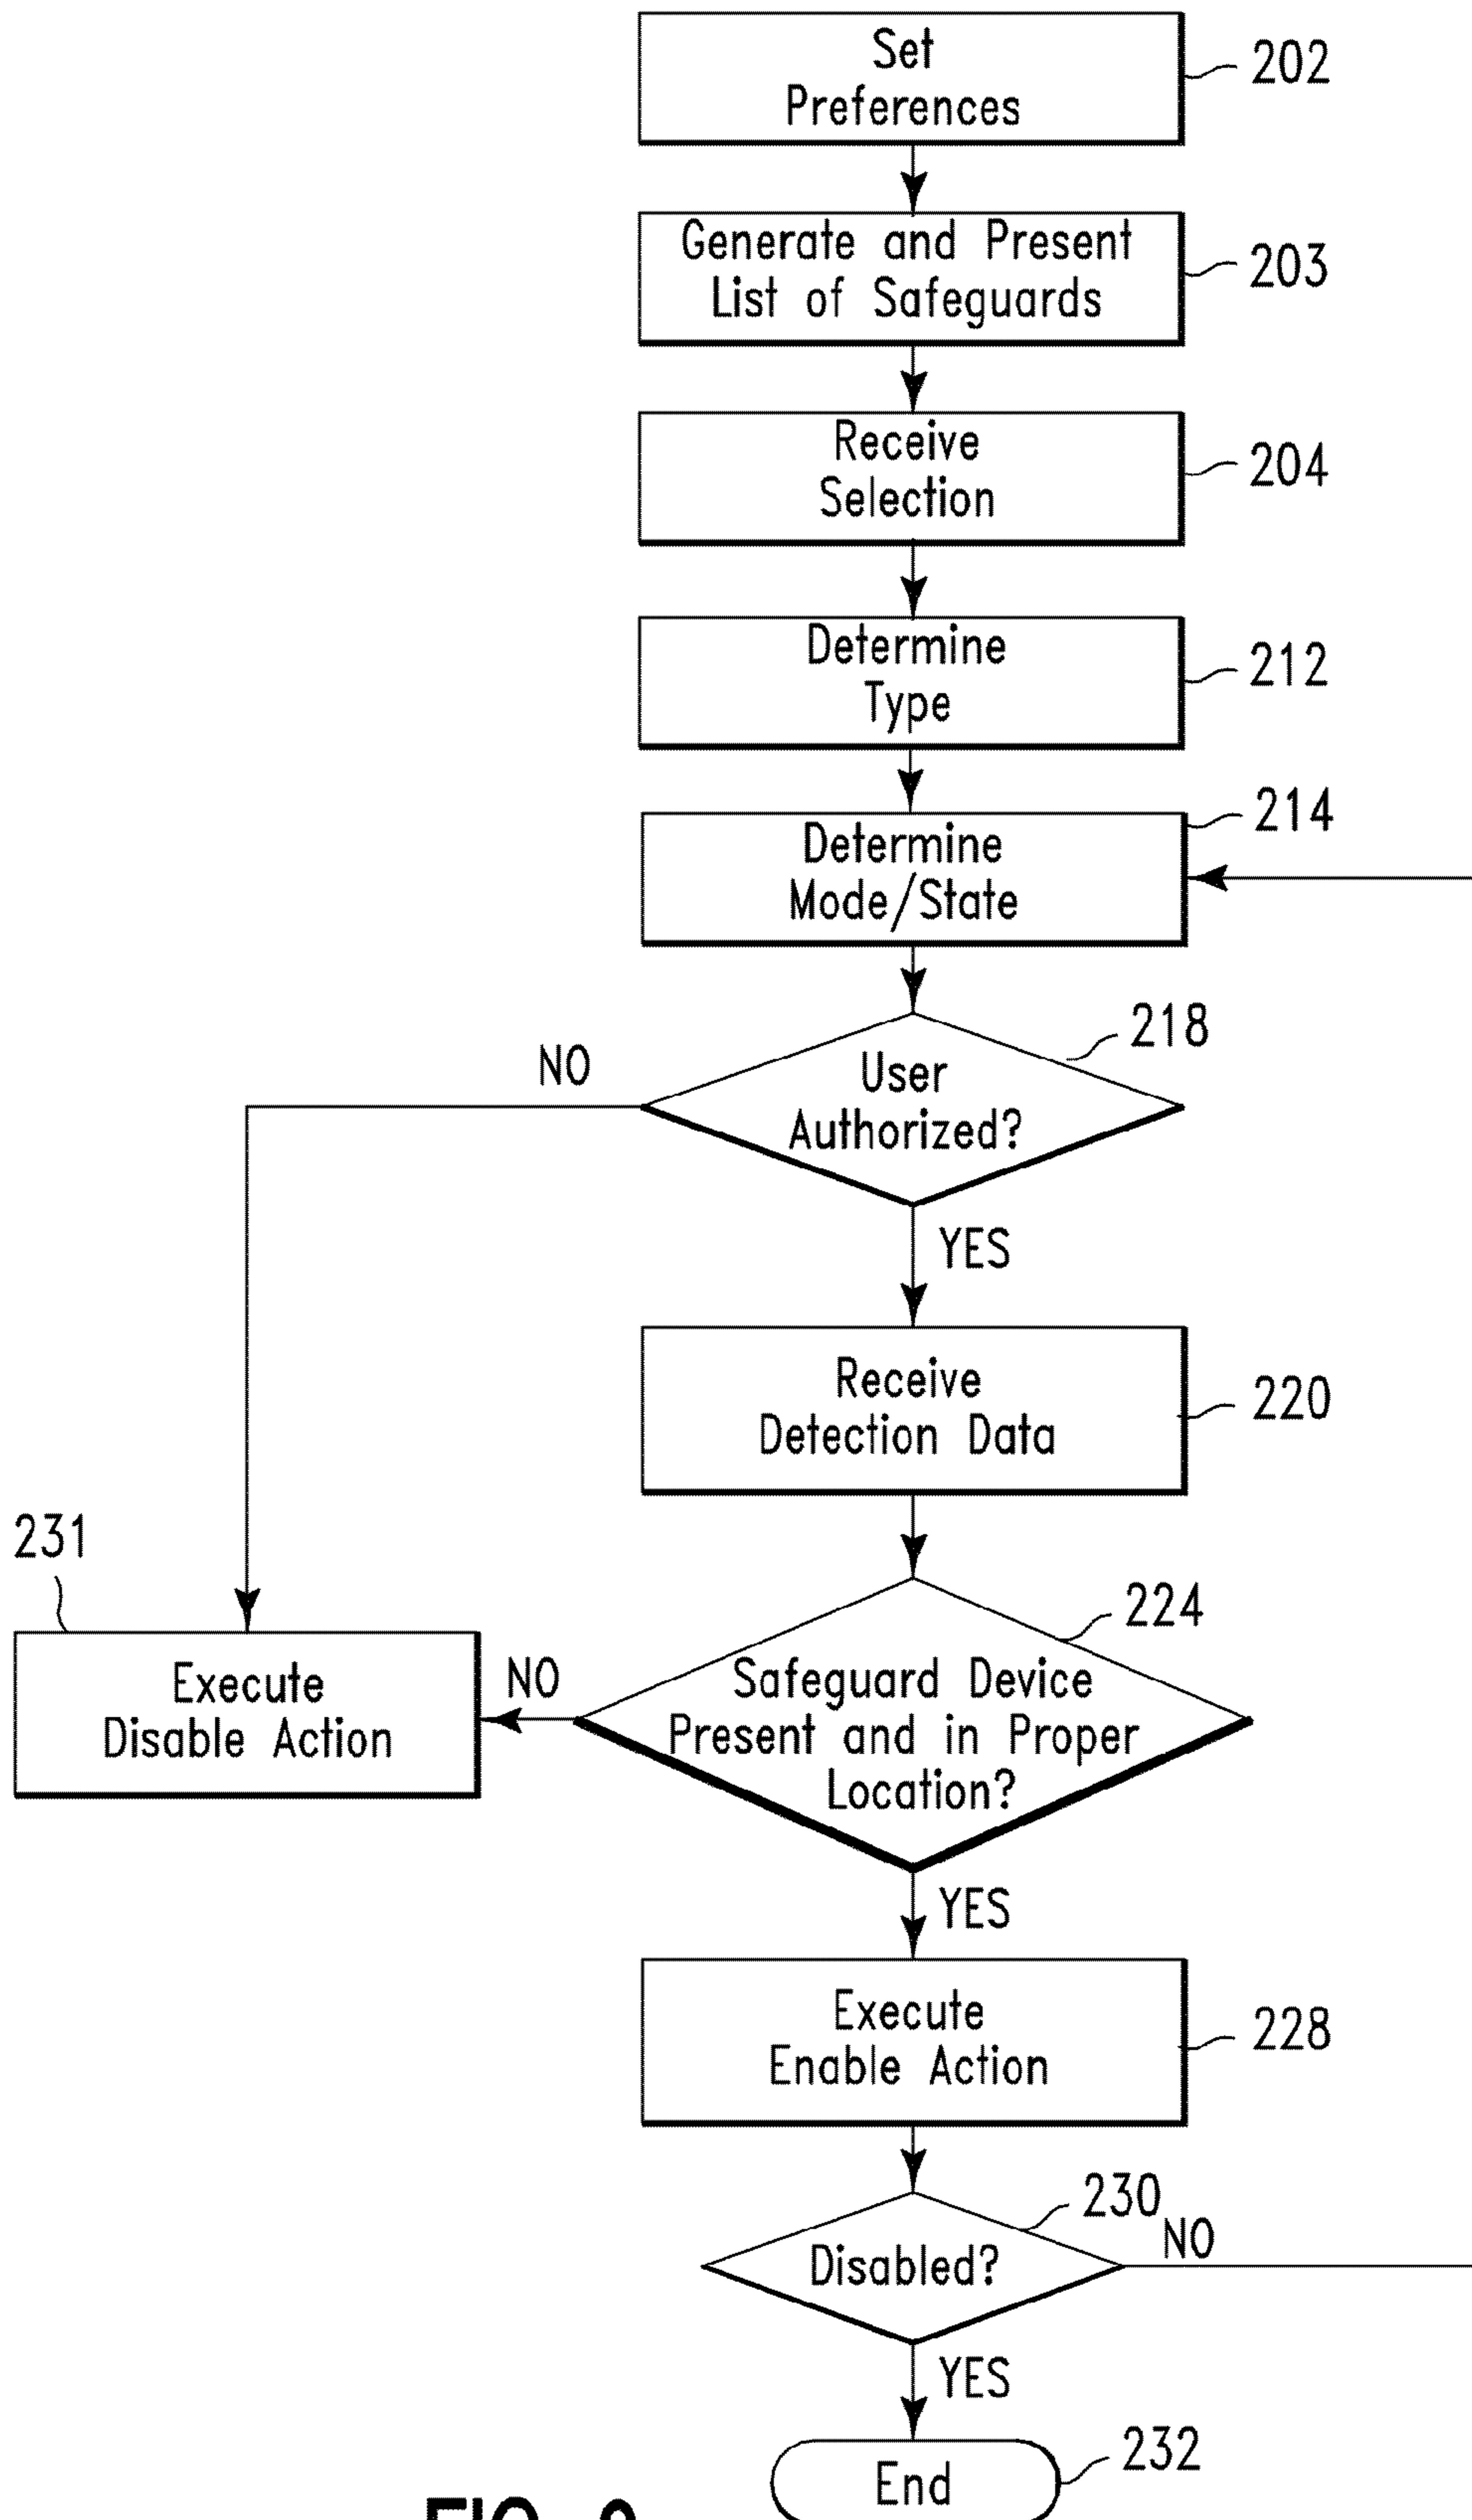 Set
Preferences
202
Generate and Present
List of Safeguards
203
Receive
Selection
204
Determine
Type
212
214
Determine
Mode/State
218
NO
User
Authorized?
YES
Receive
Detection Data
220
231
224
Execute
Disable Action
NO
Safeguard Device
Present and in Proper
Location?
YES
Execute
Enable Action
228
230
NO
Disabled?
YES
232
End